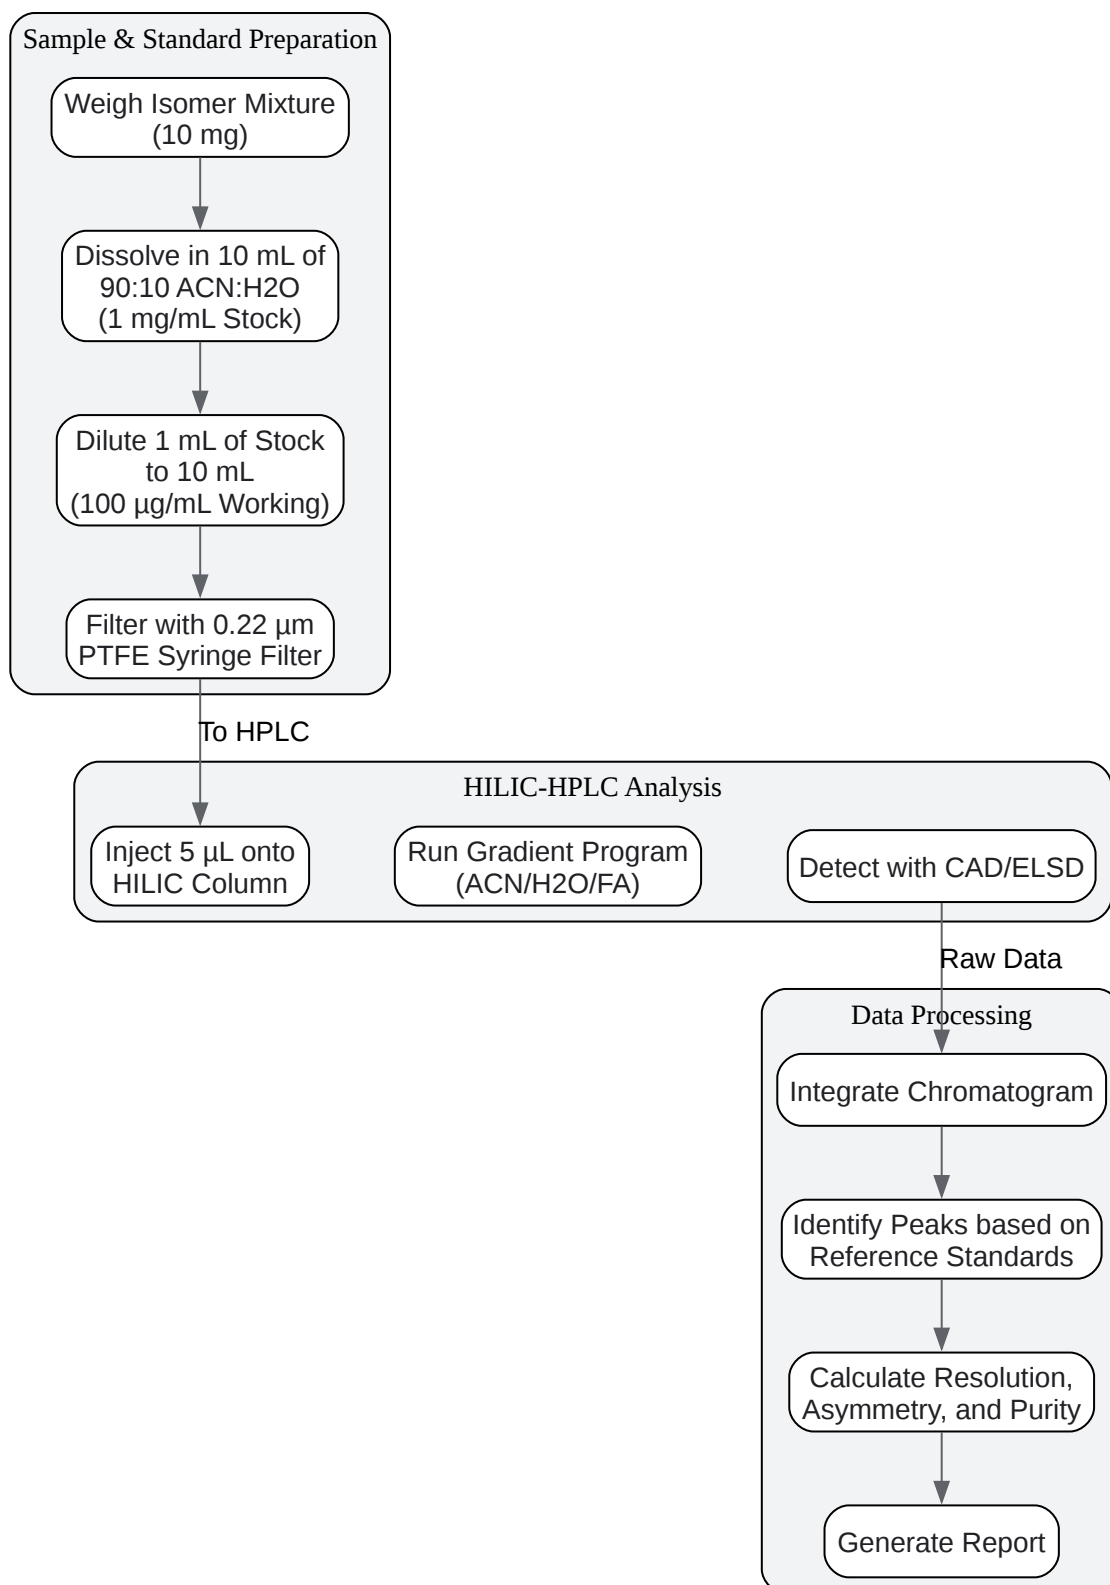 Sample & Standard Preparation
Weigh Isomer Mixture
(10 mg)
Dissolve in 10 mL of
90:10 ACN:H2O
(1 mg/mL Stock)
Dilute 1 mL of Stock
to 10 mL
(100 µg/mL Working)
Filter with 0.22 µm
PTFE Syringe Filter
To HPLC
HILIC-HPLC Analysis
Inject 5 µL onto
HILIC Column
Run Gradient Program
(ACN/H2O/FA)
Detect with CAD/ELSD
Raw Data
Data Processing
Integrate Chromatogram
Identify Peaks based on
Reference Standards
Calculate Resolution,
Asymmetry, and Purity
Generate Report